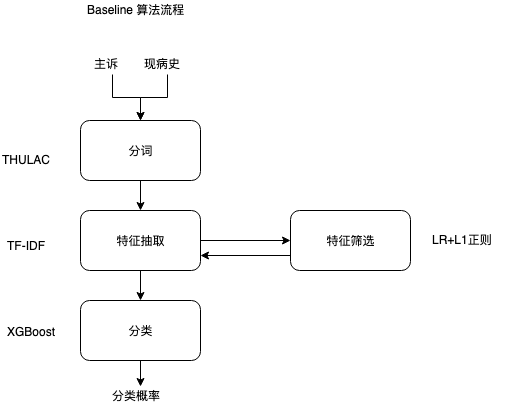 Baseline 算法流程
主诉 现病史
分词
THULAC
特征抽取 特征筛选 LR+L1正则
TF-IDF
分类
XGBoost
分类概率